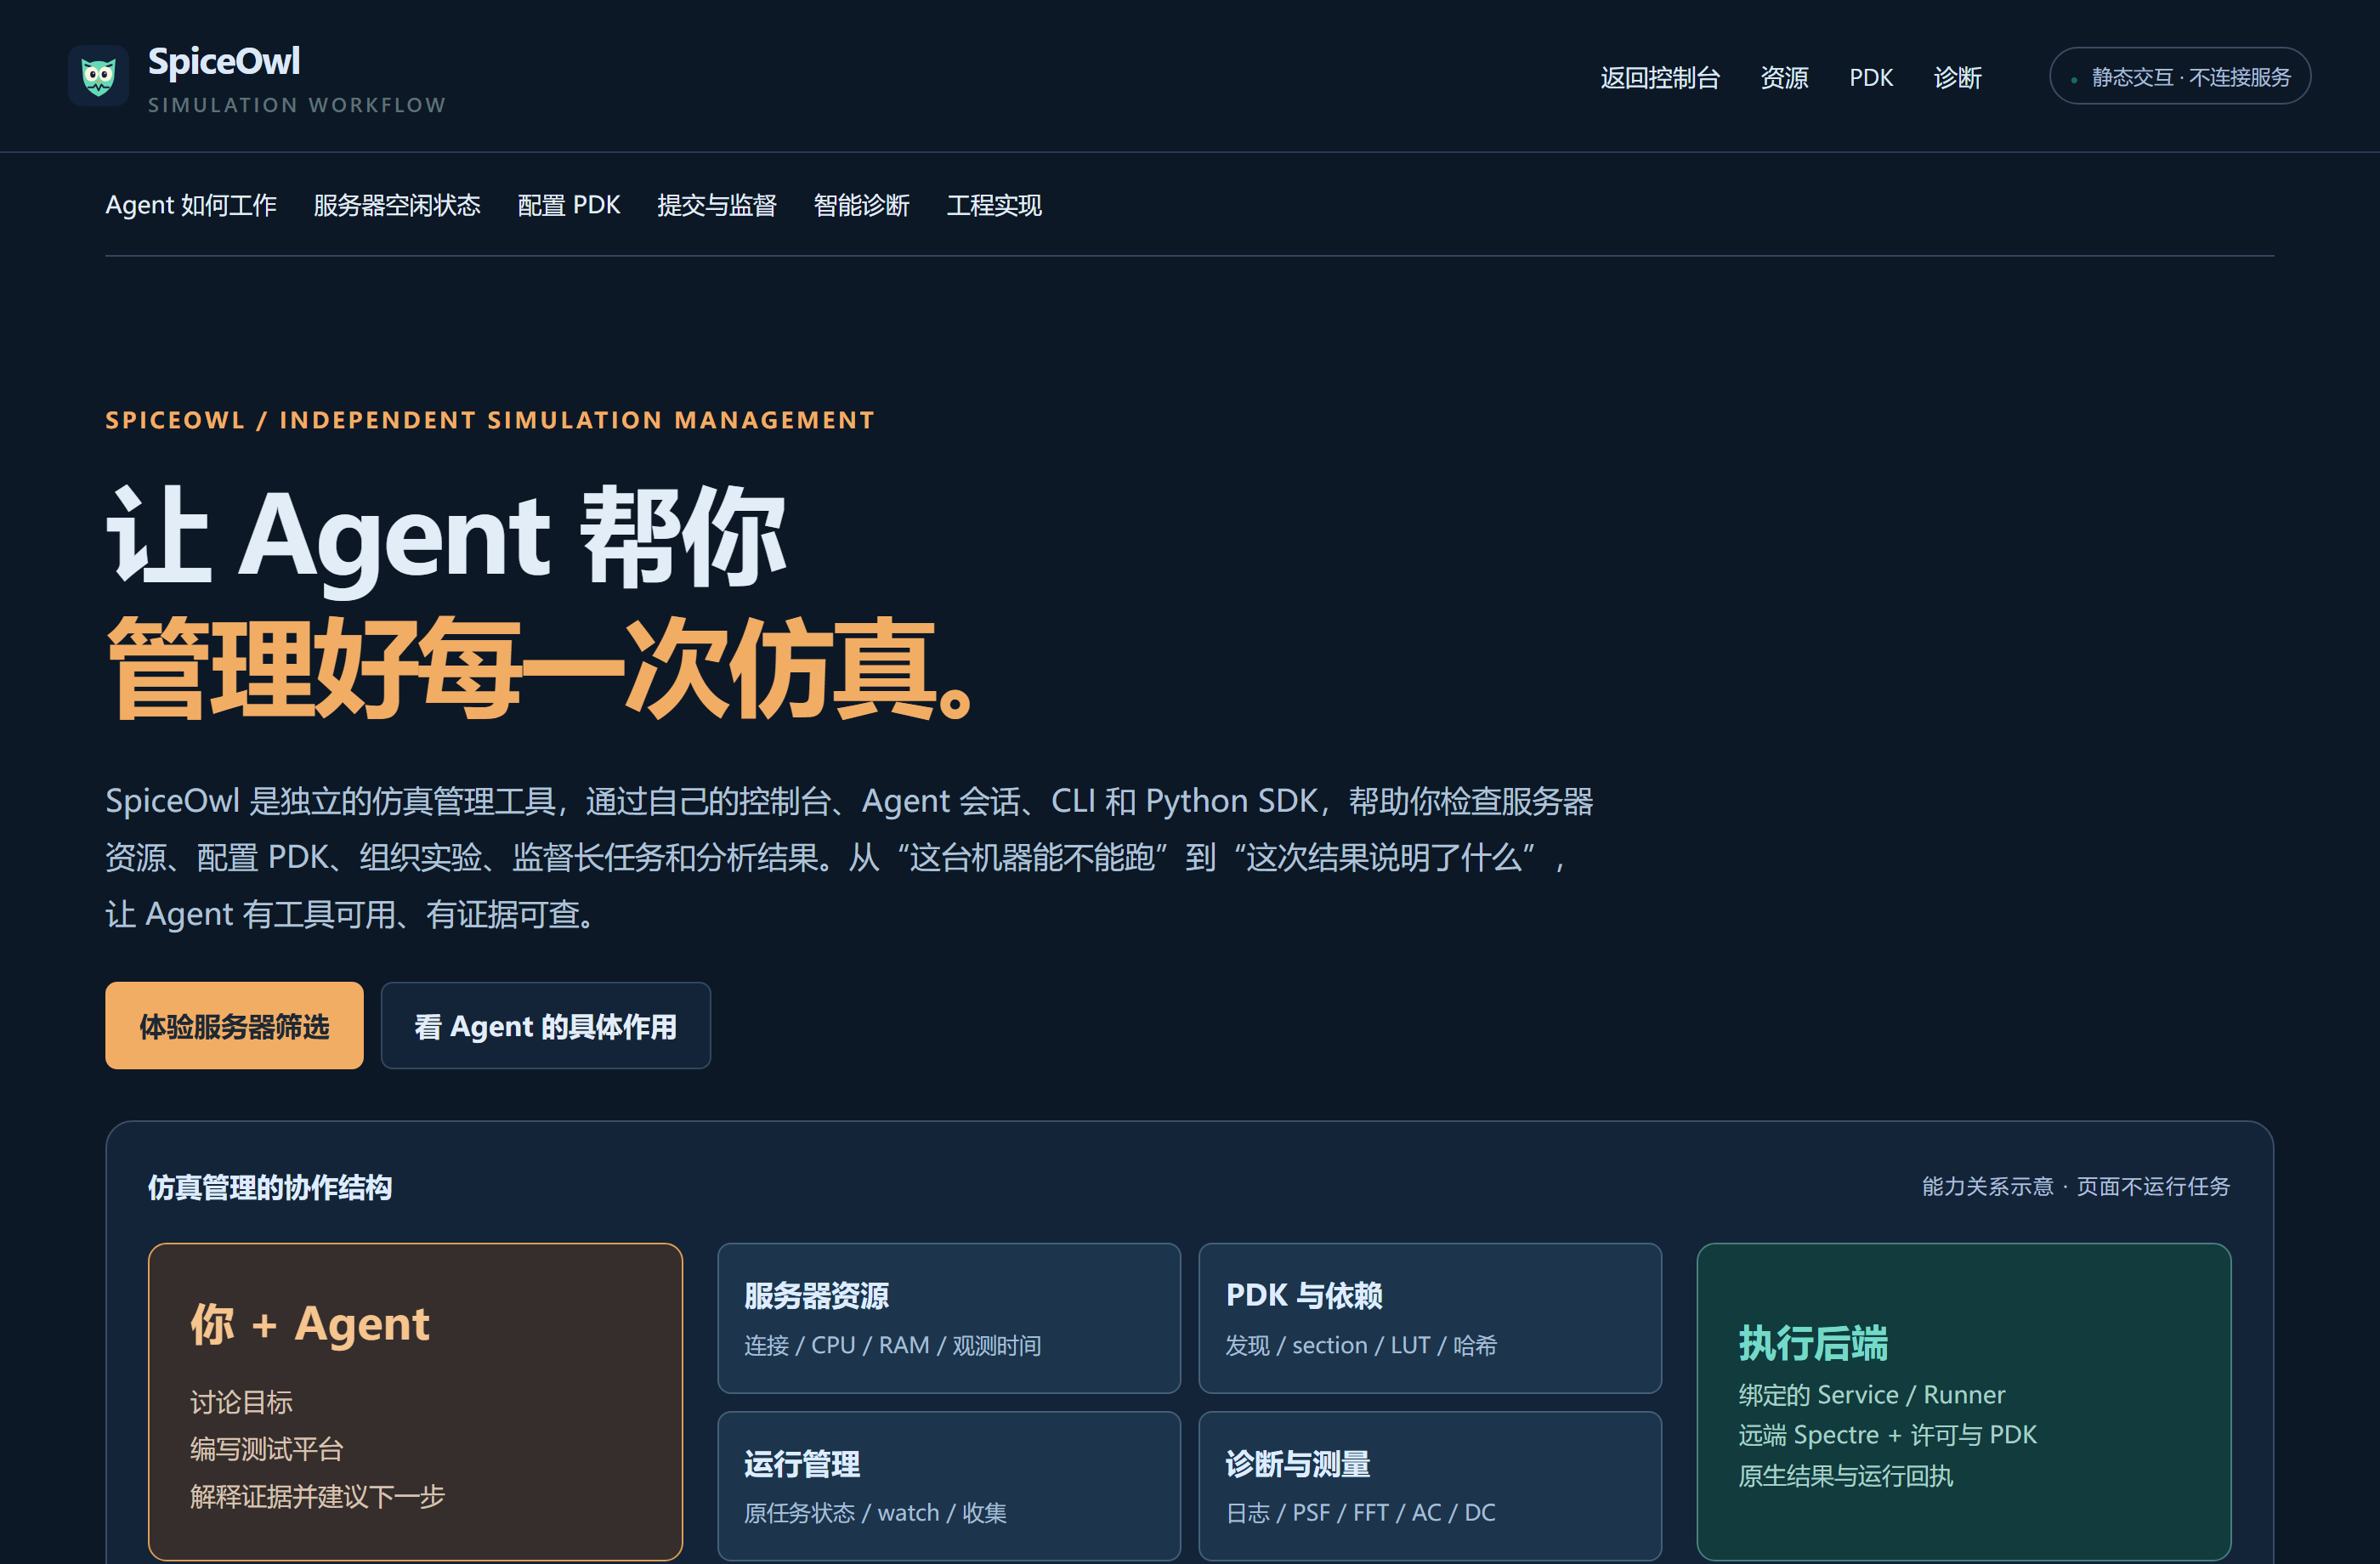 SpiceOwl
SIMULATION WORKFLOW
返回控制台 资源 PDK 诊断 静态交互 · 不连接服务
Agent 如何工作 服务器空闲状态 配置 PDK 提交与监督 智能诊断 工程实现
SPICEOWL / INDEPENDENT SIMULATION MANAGEMENT
让 Agent 帮你
管理好每一次仿真。
SpiceOwl 是独立的仿真管理工具，通过自己的控制台、Agent 会话、CLI 和 Python SDK，帮助你检查服务器
资源、配置 PDK、组织实验、监督长任务和分析结果。从“这台机器能不能跑”到“这次结果说明了什么”，
让 Agent 有工具可用、有证据可查。
体验服务器筛选 看 Agent 的具体作用
仿真管理的协作结构 能力关系示意 · 页面不运行任务
你 + Agent
讨论目标
编写测试平台
解释证据并建议下一步
服务器资源
连接 / CPU / RAM / 观测时间
PDK 与依赖
发现 / section / LUT / 哈希
运行管理
原任务状态 / watch / 收集
诊断与测量
日志 / PSF / FFT / AC / DC
执行后端
绑定的 Service / Runner
远端 Spectre + 许可与 PDK
原生结果与运行回执